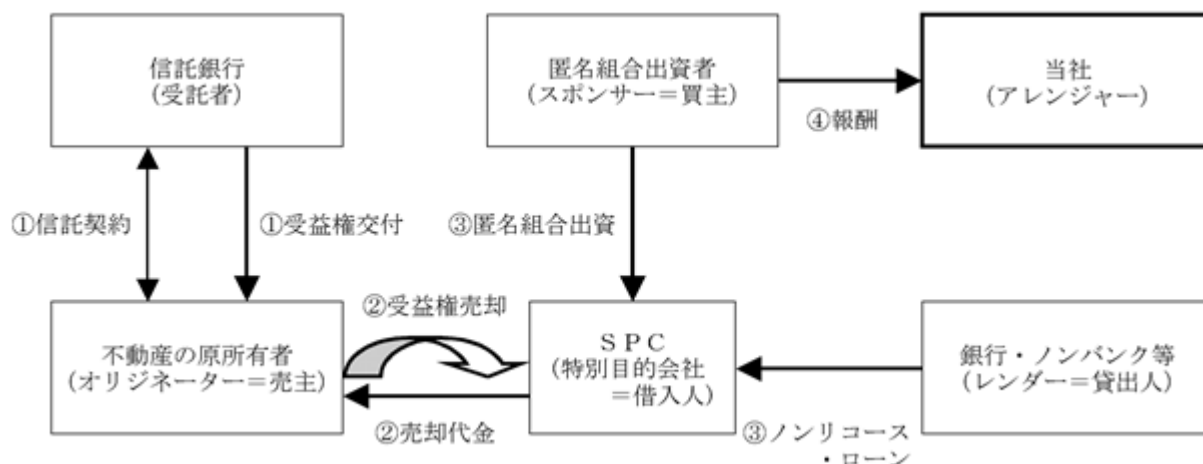 信託銀行
(受託者)
匿名組合出資者
(スポンサー=買主)
当社
(アレンジャー)
④報酬
①信託契約
①受益権交付
③匿名組合出資
②受益権売却
不動産の原所有者
(オリジネーター=売主)
SPC
(特別目的会社
=借入人)
銀行・ノンバンク等
(レンダー=貸出人)
②売却代金
③ノンリコース
・ローン